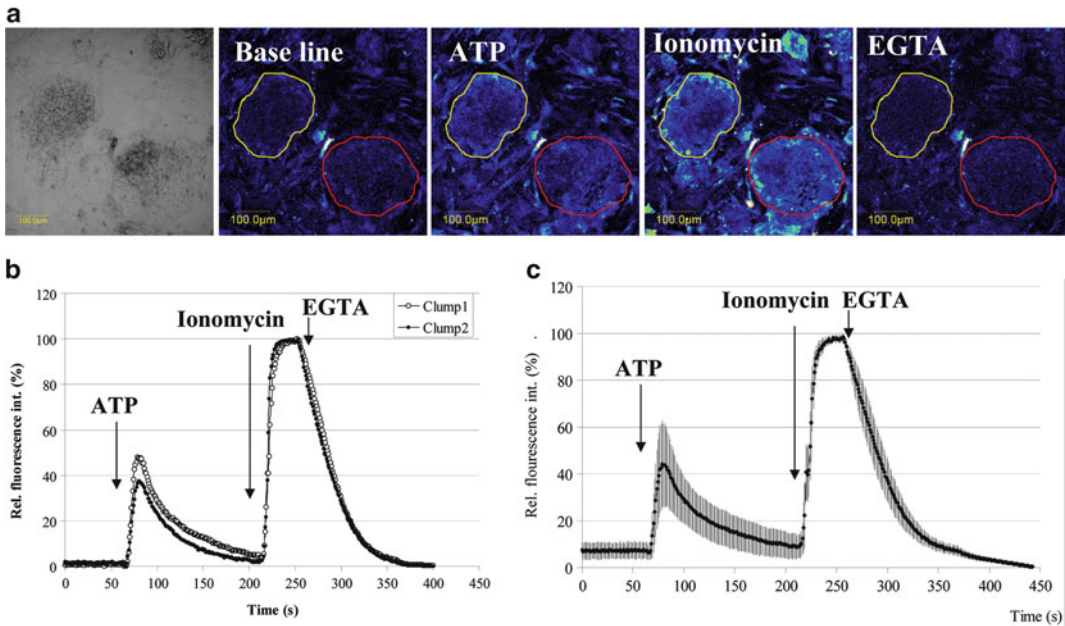 a
Base line
ATP
Ionomycin
EGTA
100.0µm
100.0µm
100.0µm
100.0µm
100.0µm
b
Rel. fluorescence int. (%)
120
100
80
60
40
20
0
ATP
Ionomycin
EGTA
Clump1
Clump2
0 50 100 150 200 250 300 350 400 450
Time (s)
c
Rel. flourescence int. (%)
120
100
80
60
40
20
0
ATP
Ionomycin
EGTA
0 50 100 150 200 250 300 350 400 450
Time (s)